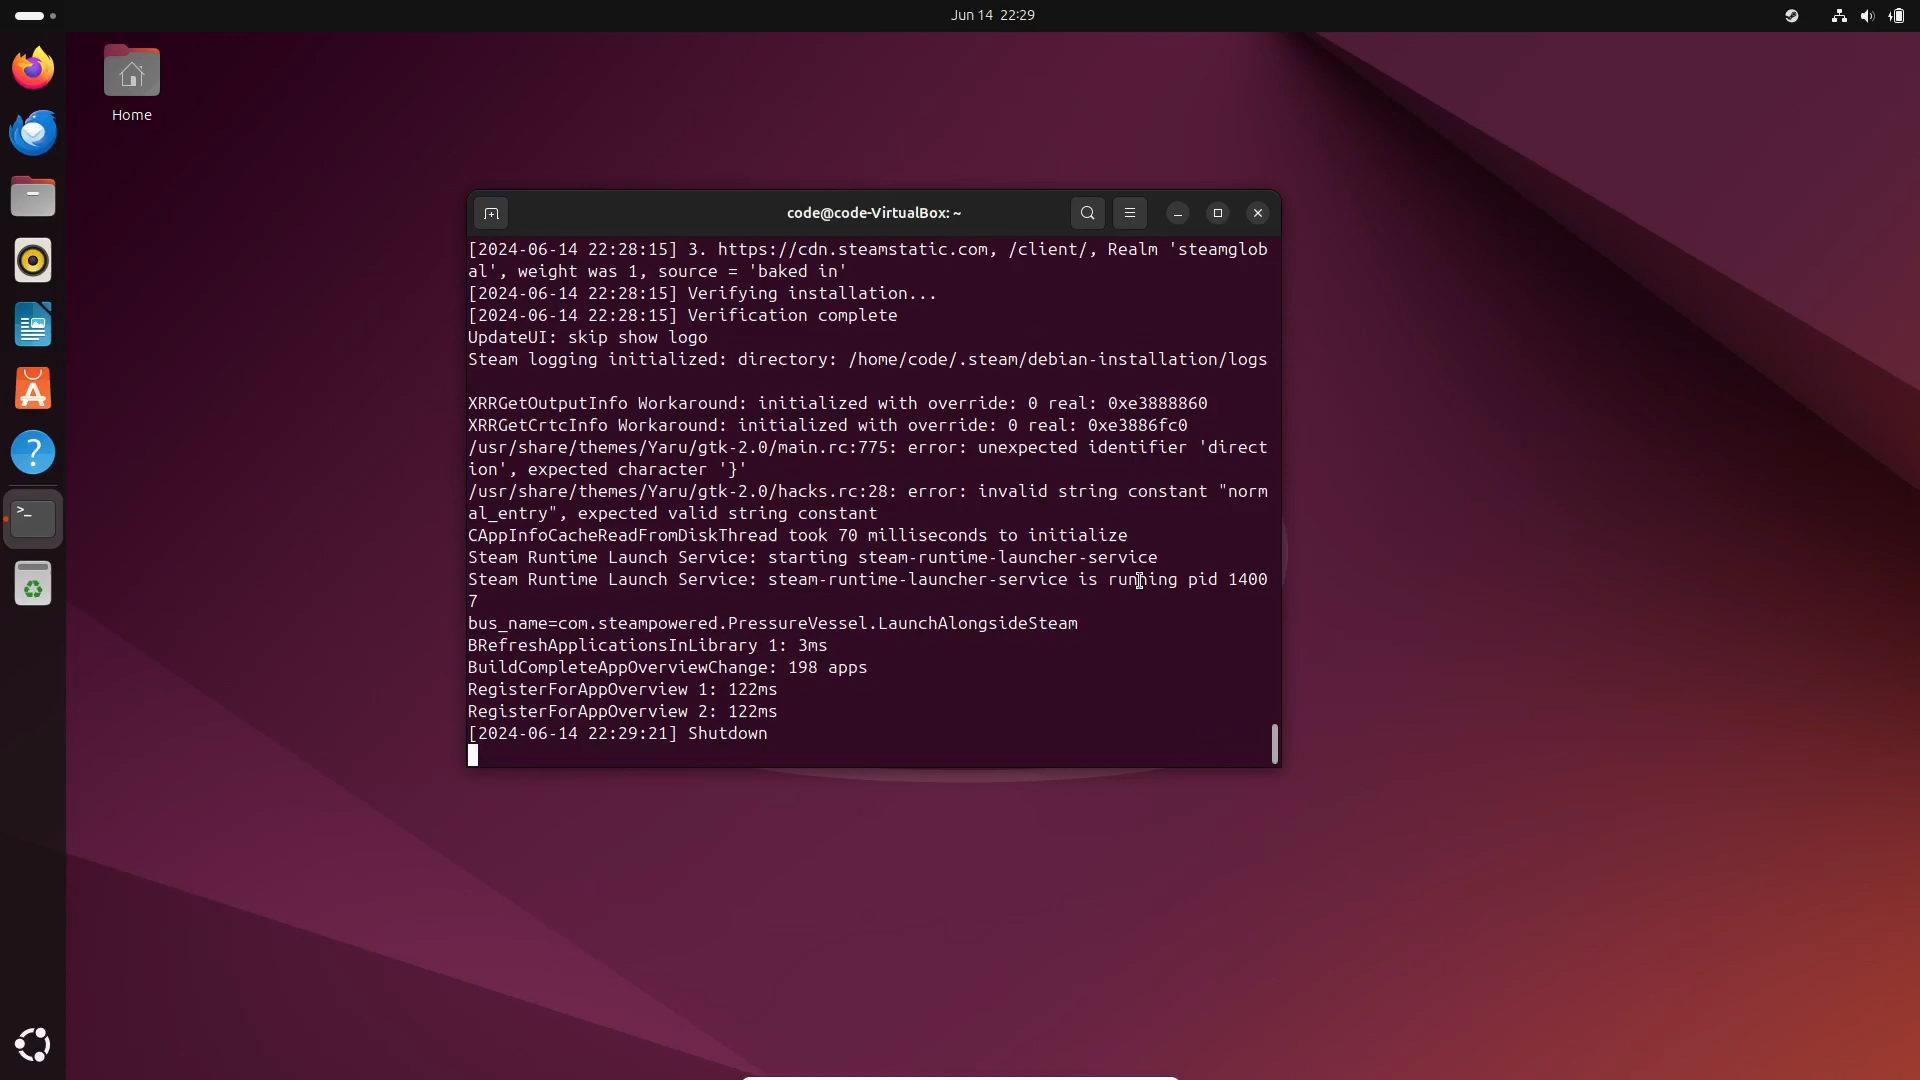 Jun 14 22:29
Home
code@code-VirtualBox: ~
[2024-06-14 22:28:15] 3. https://cdn.steamstatic.com, /client/, Realm 'steamglob
al', weight was 1, source = 'baked in'
[2024-06-14 22:28:15] Verifying installation...
[2024-06-14 22:28:15] Verification complete
UpdateUI: skip show logo
Steam logging initialized: directory: /home/code/.steam/debian-installation/logs
XRRGetOutputInfo Workaround: initialized with override: 0 real: 0xe3888860
XRRGetCrtcInfo Workaround: initialized with override: 0 real: 0xe3886fc0
/usr/share/themes/Yaru/gtk-2.0/main.rc:775: error: unexpected identifier 'direct
ion', expected character '}'
/usr/share/themes/Yaru/gtk-2.0/hacks.rc:28: error: invalid string constant "norm
al_entry", expected valid string constant
CAppInfoCacheReadFromDiskThread took 70 milliseconds to initialize
Steam Runtime Launch Service: starting steam-runtime-launcher-service
Steam Runtime Launch Service: steam-runtime-launcher-service is running pid 1400
7
bus_name=com.steampowered.PressureVessel.LaunchAlongsideSteam
BRefreshApplicationsInLibrary 1: 3ms
BuildCompleteAppOverviewChange: 198 apps
RegisterForAppOverview 1: 122ms
RegisterForAppOverview 2: 122ms
[2024-06-14 22:29:21] Shutdown